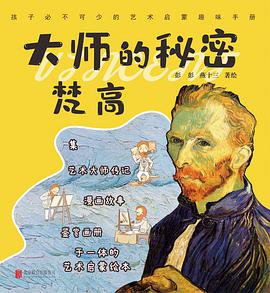 孩子必不可少的艺术启蒙趣味手册
大师的秘密
梵高
彭彭 燕十三 著绘
集
艺术大师传记
漫画故事
鉴赏画册
于一体的
艺术启蒙绘本